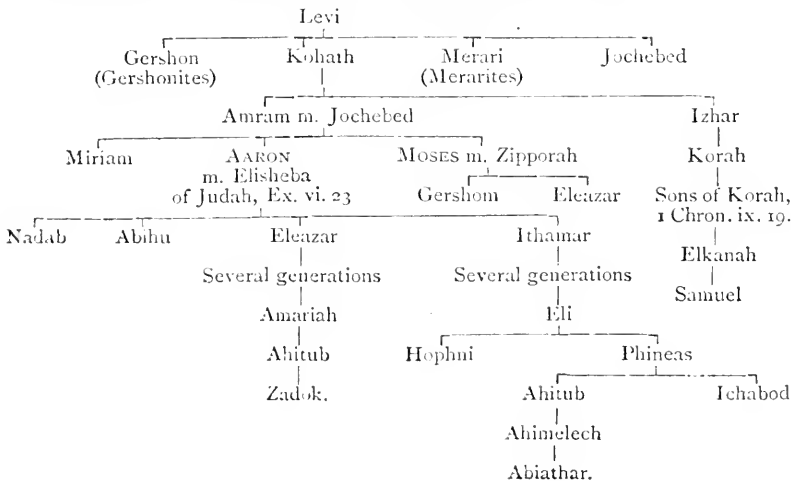 Levi
Gershon Kohath Merari Jochebed
(Gershonites) (Merarites)
Amram m. Jochebed Izhar
Miriam AARON MOSES m. Zipporah Korah
m. Elisheba
of Judah, Ex. vi. 23 Gershom Eleazar Sons of Korah,
1 Chron. ix. 19.
Nadab Abihu Eleazar Ithamar
Elkanah
Several generations Several generations
Samuel
Amariah Eli
Ahitub Hophni Phineas
Zadok. Ahitub Ichabod
Ahimelech
Abiathar.